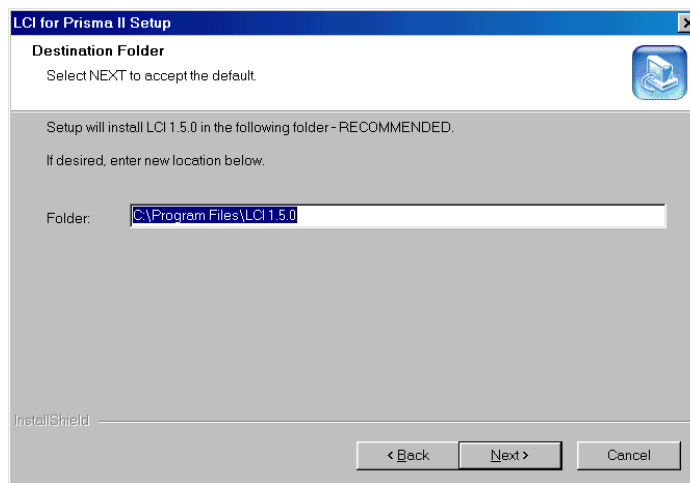 LCI for Prisma II Setup
Destination Folder
Select NEXT to accept the default.
Setup will install LCI 1.5.0 in the following folder - RECOMMENDED.
If desired, enter new location below.
Folder: C:\Program Files\LCI 1.5.0
InstallShield
< Back Next > Cancel